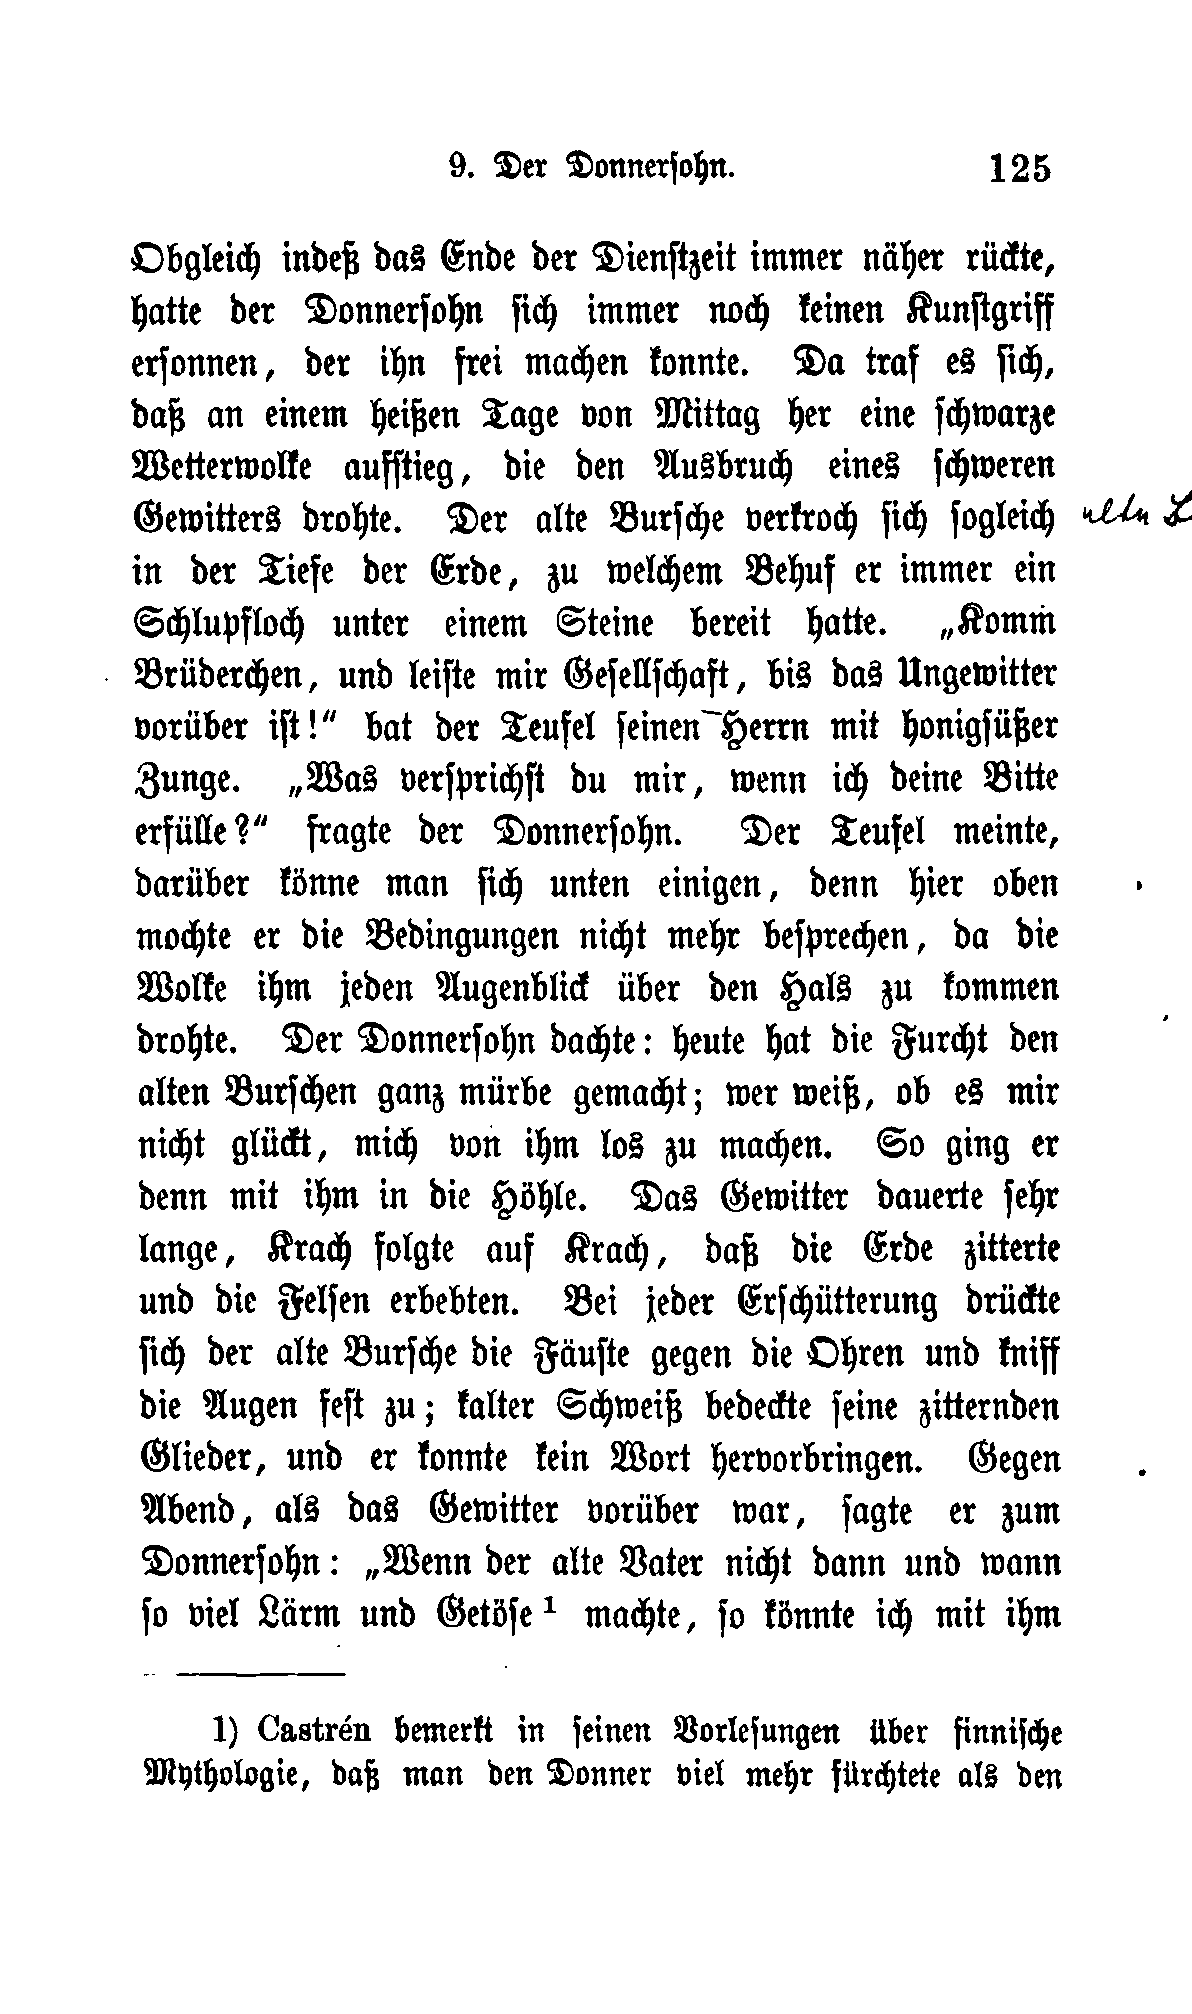 9. Der Donnersohn. 125
Obgleich indeß das Ende der Dienstzeit immer näher rückte,
hatte der Donnersohn sich immer noch keinen Kunstgriff
ersonnen, der ihn frei machen konnte. Da traf es sich,
daß an einem heißen Tage von Mittag her eine schwarze
Wetterwolke aufstieg, die den Ausbruch eines schweren
Gewitters drohte. Der alte Bursche verkroch sich sogleich
in der Tiefe der Erde, zu welchem Behuf er immer ein
Schlupfloch unter einem Steine bereit hatte. „Komm
Brüderchen, und leiste mir Gesellschaft, bis das Ungewitter
vorüber ist!“ bat der Teufel seinen Herrn mit honigsüßer
Zunge. „Was versprichst du mir, wenn ich deine Bitte
erfülle?“ fragte der Donnersohn. Der Teufel meinte,
darüber könne man sich unten einigen, denn hier oben
mochte er die Bedingungen nicht mehr besprechen, da die
Wolke ihm jeden Augenblick über den Hals zu kommen
drohte. Der Donnersohn dachte: heute hat die Furcht den
alten Burschen ganz mürbe gemacht; wer weiß, ob es mir
nicht glückt, mich von ihm los zu machen. So ging er
denn mit ihm in die Höhle. Das Gewitter dauerte sehr
lange, Krach folgte auf Krach, daß die Erde zitterte
und die Felsen erbebten. Bei jeder Erschütterung drückte
sich der alte Bursche die Fäuste gegen die Ohren und kniff
die Augen fest zu; kalter Schweiß bedeckte seine zitternden
Glieder, und er konnte kein Wort hervorbringen. Gegen
Abend, als das Gewitter vorüber war, sagte er zum
Donnersohn: „Wenn der alte Vater nicht dann und wann
so viel Lärm und Getöse¹ machte, so könnte ich mit ihm
1) Castrén bemerkt in seinen Vorlesungen über finnische
Mythologie, daß man den Donner viel mehr fürchtete als den